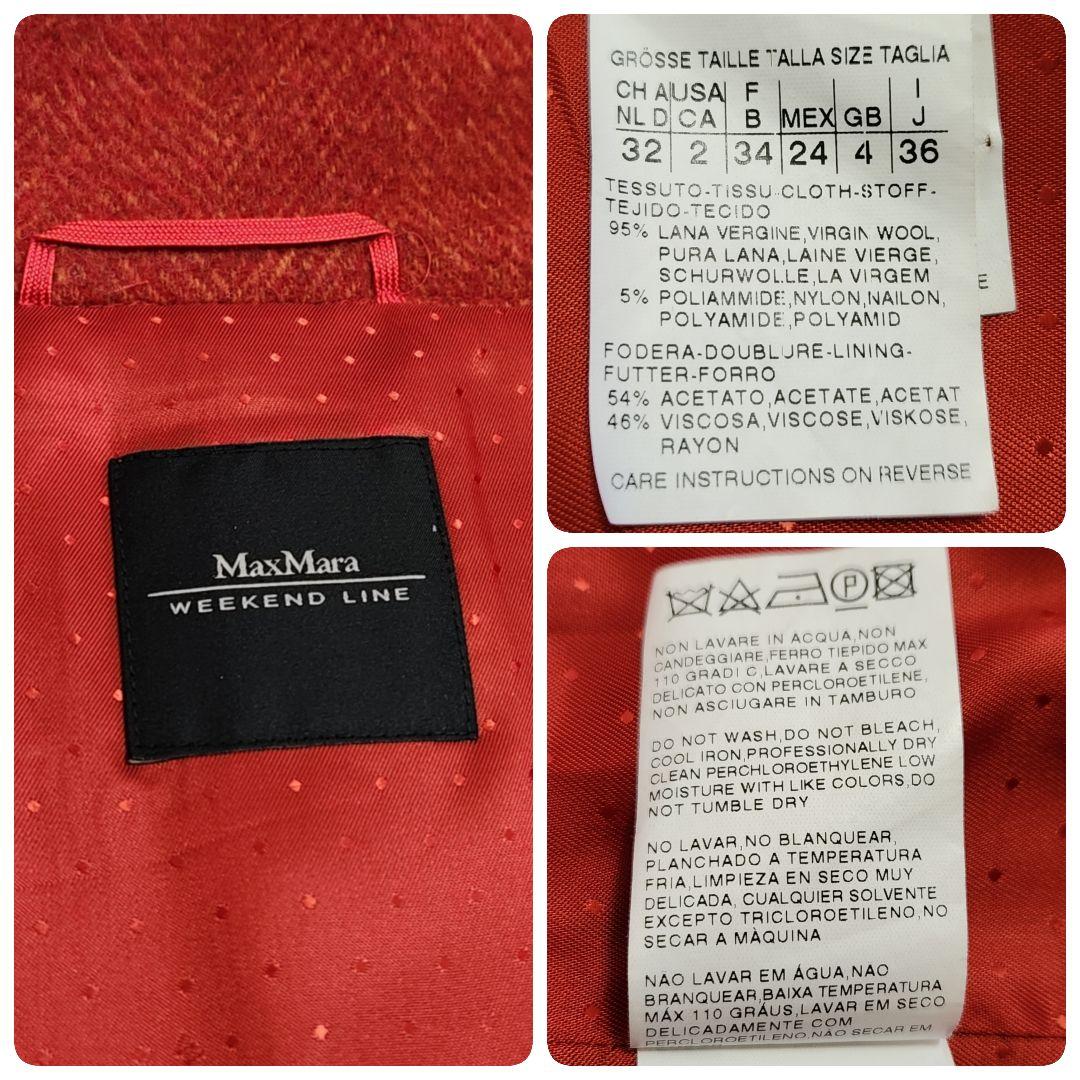 MaxMara
WEEKEND LINE
GRÖSSE TAILLE TALLA SIZE TAGLIA
CH A USA F I
NL D CA B MEX GB J
32 2 34 24 4 36
TESSUTO-TISSU-CLOTH-STOFF-
TEJIDO-TECIDO
95% LANA VERGINE,VIRGIN WOOL,
PURA LANA,LAINE VIERGE,
SCHURWOLLE,LA VIRGEM
5% POLIAMMIDE,NYLON,NAILON,
POLYAMIDE,POLYAMID
FODERA-DOUBLURE-LINING-
FUTTER-FORRO
54% ACETATO,ACETATE,ACETAT
46% VISCOSA,VISCOSE,VISKOSE,
RAYON
CARE INSTRUCTIONS ON REVERSE
E
P
NON LAVARE IN ACQUA,NON
CANDEGGIARE,FERRO TIEPIDO MAX
110 GRADI C,LAVARE A SECCO
DELICATO CON PERCLOROETILENE,
NON ASCIUGARE IN TAMBURO
DO NOT WASH,DO NOT BLEACH,
COOL IRON,PROFESSIONALLY DRY
CLEAN PERCHLOROETHYLENE LOW
MOISTURE WITH LIKE COLORS,DO
NOT TUMBLE DRY
NO LAVAR,NO BLANQUEAR,
PLANCHADO A TEMPERATURA
FRIA,LIMPIEZA EN SECO MUY
DELICADA, CUALQUIER SOLVENTE
EXCEPTO TRICLOROETILENO,NO
SECAR A MÀQUINA
NÃO LAVAR EM ÁGUA,NAO
BRANQUEAR,BAIXA TEMPERATURA
MÁX 110 GRÁUS,LAVAR EM SECO
DELICADAMENTE COM
PERCLOROETILENO,NÃO SECAR EM